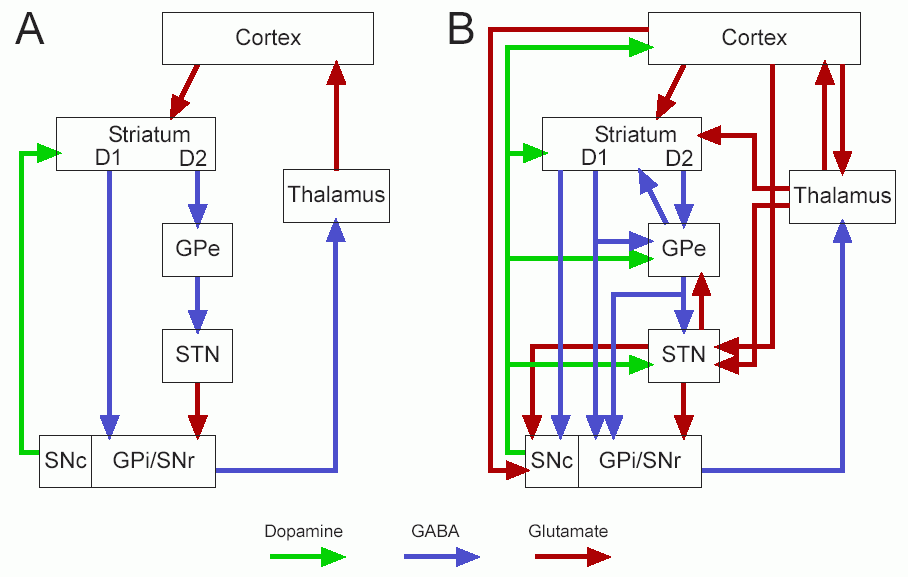 A
Cortex
Striatum
D1 D2
Thalamus
GPe
STN
SNc GPi/SNr
B
Cortex
Striatum
D1 D2
Thalamus
GPe
STN
SNc GPi/SNr
Dopamine GABA Glutamate